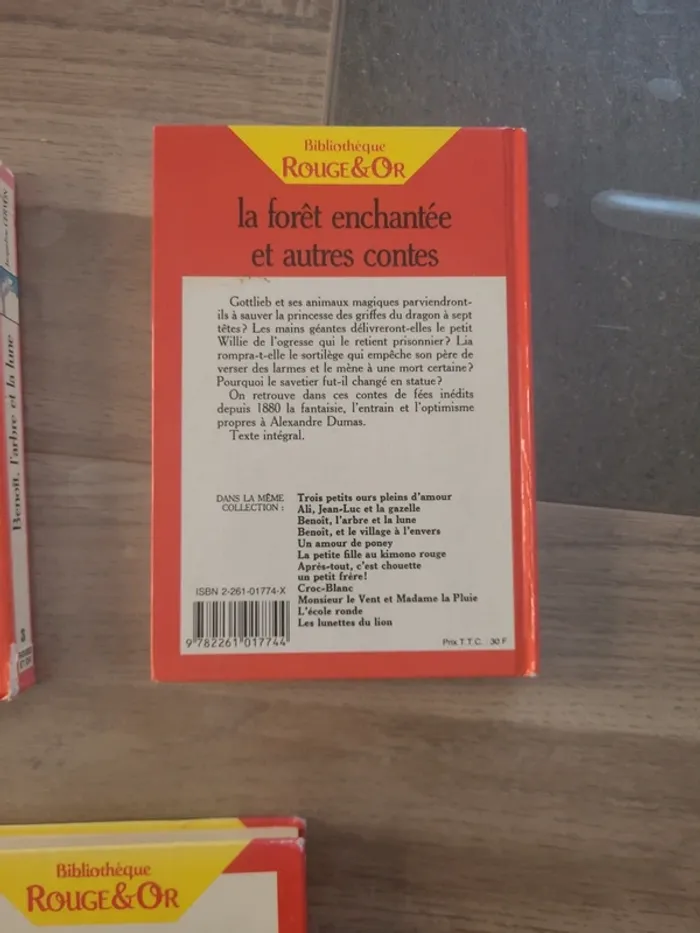 Bibliothèque
ROUGE&OR
la forêt enchantée
et autres contes
Gottlieb et ses animaux magiques parviendront-
ils à sauver la princesse des griffes du dragon à sept
têtes? Les mains géantes délivreront-elles le petit
Willie de l'ogresse qui le retient prisonnier? Lia
rompra-t-elle le sortilège qui empêche son père de
verser des larmes et le mène à une mort certaine?
Pourquoi le savetier fut-il changé en statue?
On retrouve dans ces contes de fées inédits
depuis 1880 la fantaisie, l'entrain et l'optimisme
propres à Alexandre Dumas.
Texte intégral.
DANS LA MÊME
COLLECTION :
Trois petits ours pleins d'amour
Ali, Jean-Luc et la gazelle
Benoît, l'arbre et la lune
Benoît, et le village à l'envers
Un amour de poney
La petite fille au kimono rouge
Après-tout, c'est chouette
un petit frère!
Croc-Blanc
Monsieur le Vent et Madame la Pluie
L'école ronde
Les lunettes du lion
ISBN 2-261-01774-X
9 782261 017744
Prix T.T.C. : 30 F
Benoît, l'arbre et la lune
Bibliothèque
ROUGE&OR